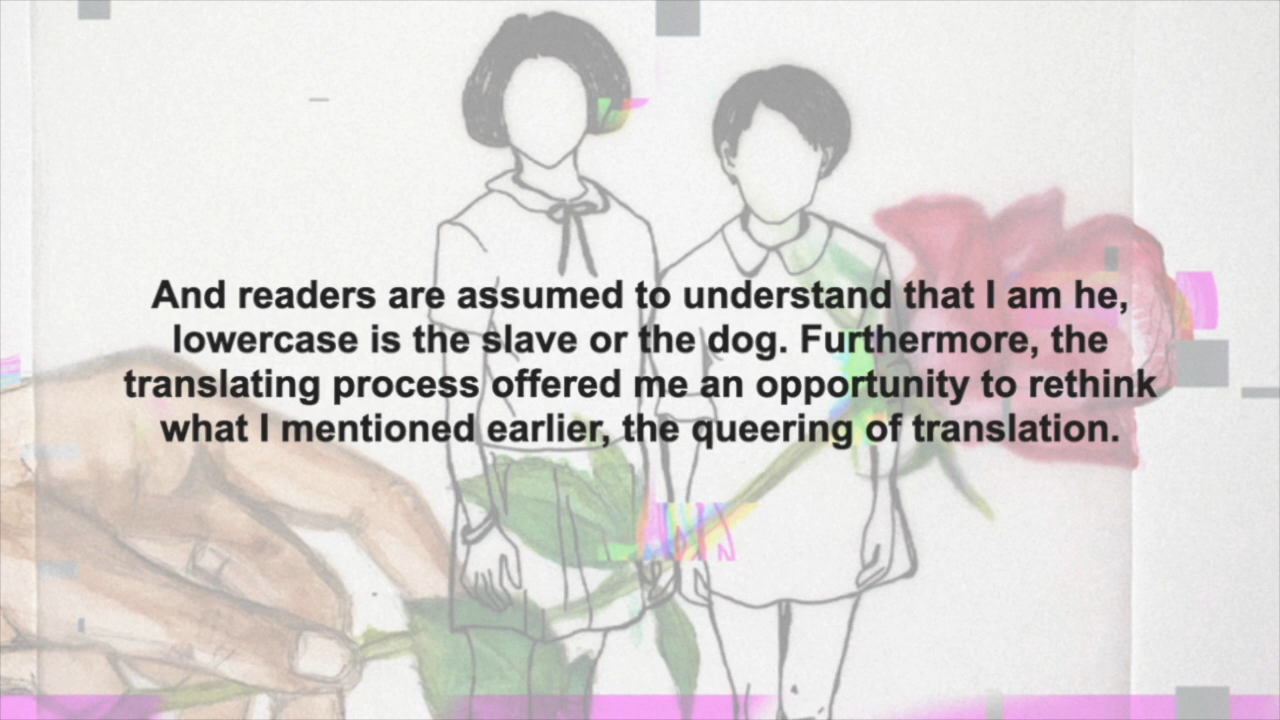 And readers are assumed to understand that I am he,
lowercase is the slave or the dog. Furthermore, the
translating process offered me an opportunity to rethink
what I mentioned earlier, the queering of translation.